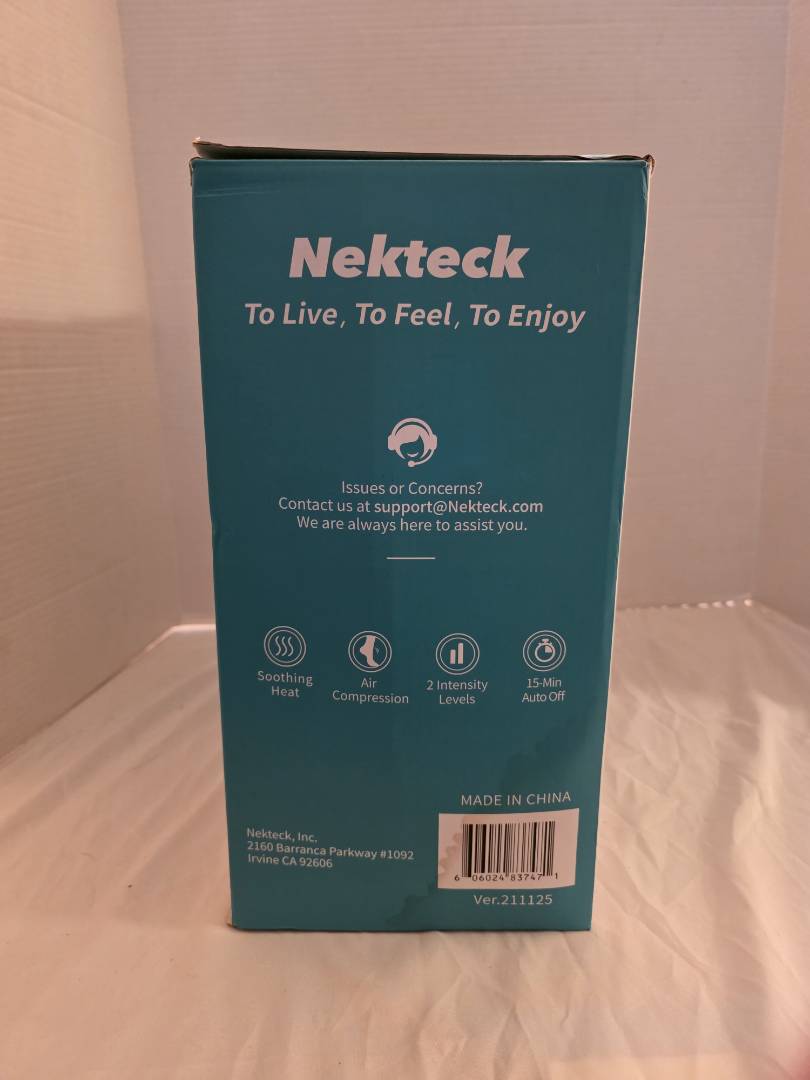 Nekteck
To Live, To Feel, To Enjoy
Issues or Concerns?
Contact us at support@Nekteck.com
We are always here to assist you.
Soothing Heat
Air Compression
2 Intensity Levels
15-Min Auto Off
MADE IN CHINA
Nekteck, Inc.
2160 Barranca Parkway #1092
Irvine CA 92606
6 06024 83747 1
Ver.211125